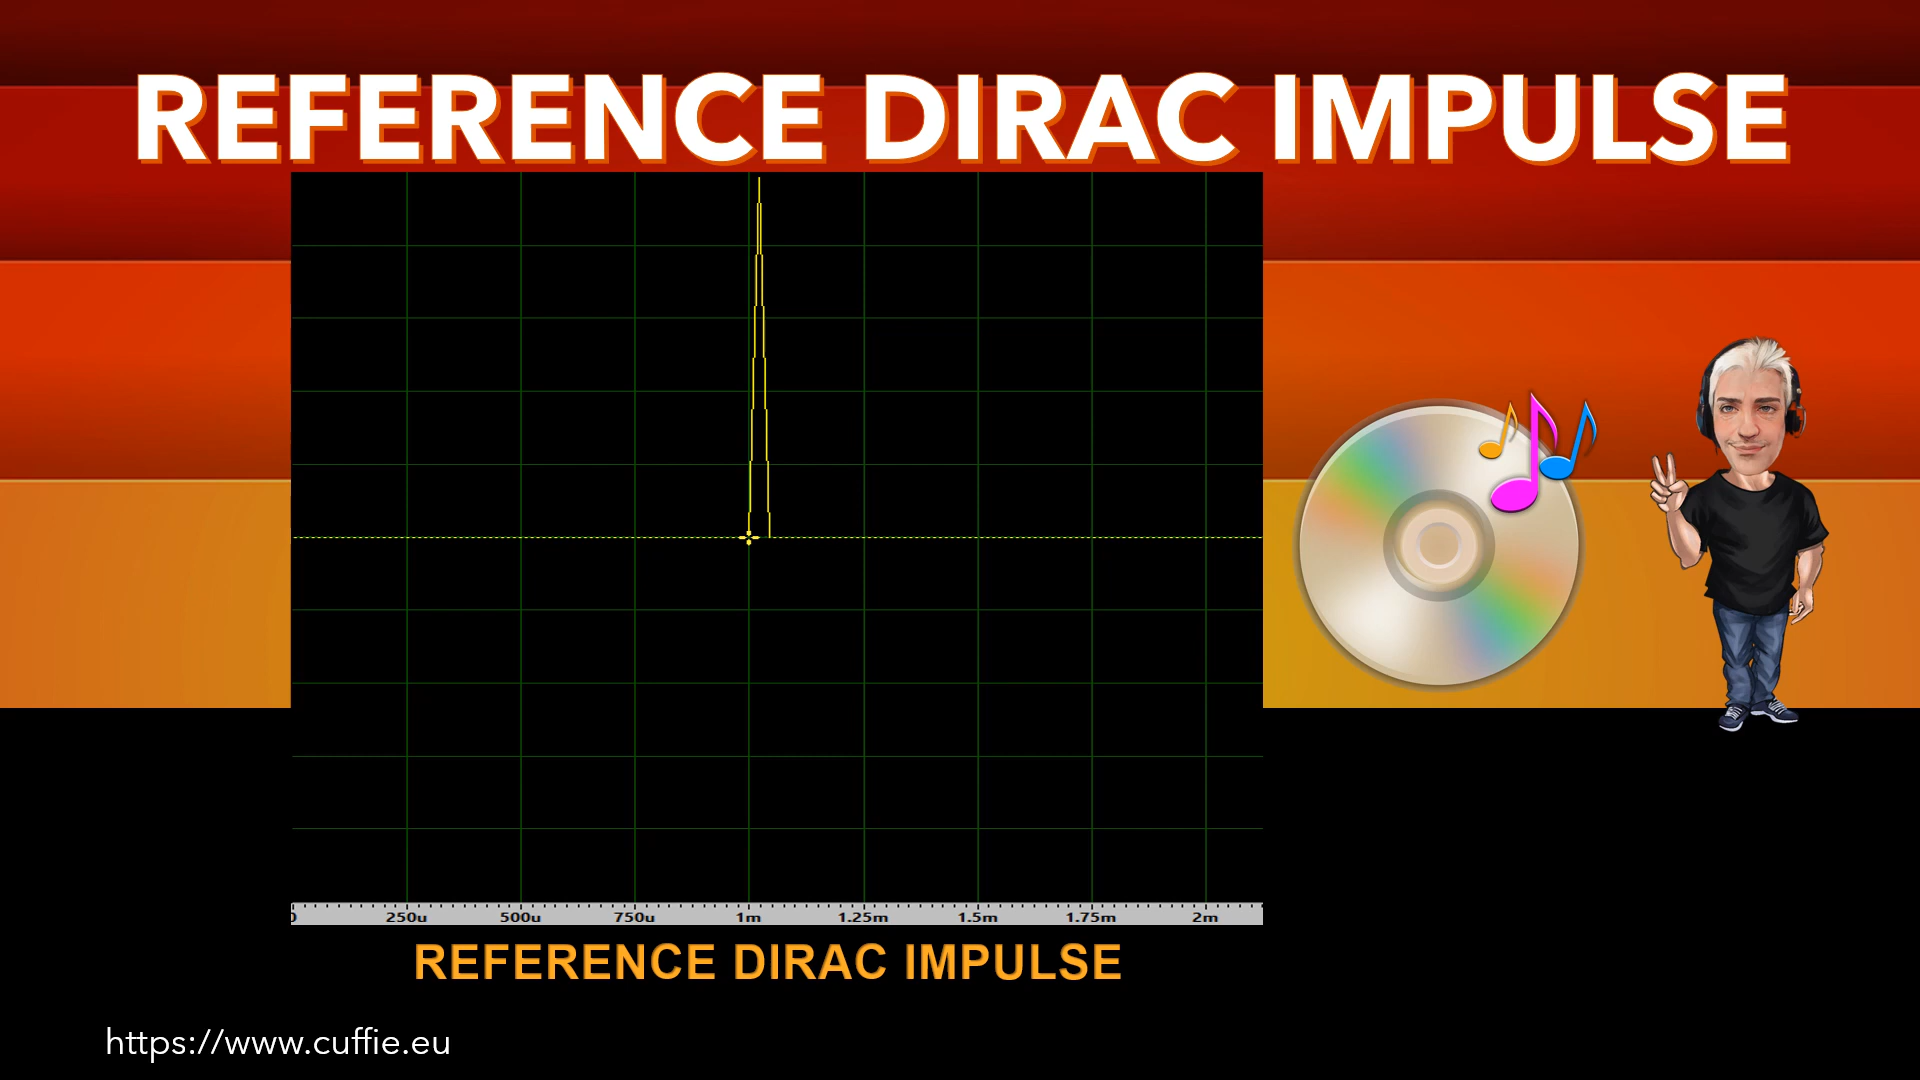 REFERENCE DIRAC IMPULSE
0 250u 500u 750u 1m 1.25m 1.5m 1.75m 2m
REFERENCE DIRAC IMPULSE
https://www.cuffie.eu